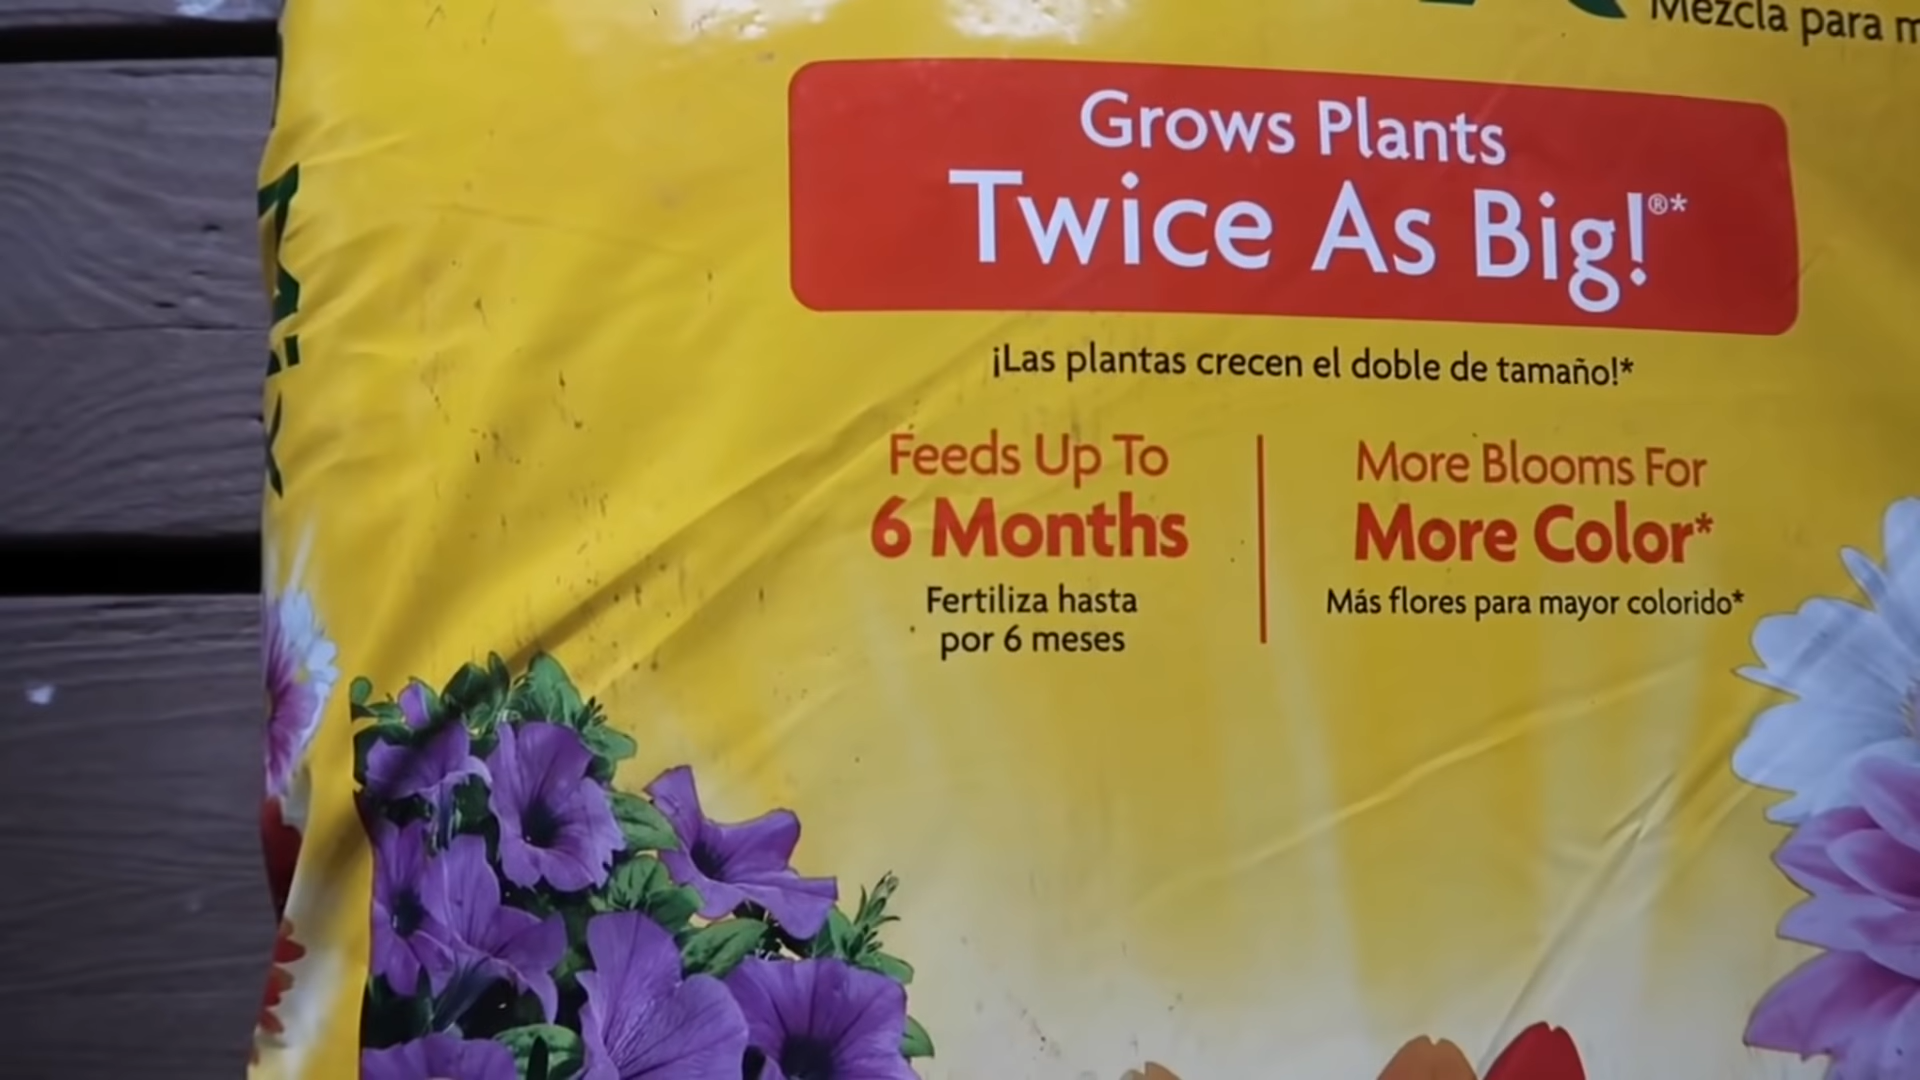 Mezcla para
Grows Plants
Twice As Big!®*
¡Las plantas crecen el doble de tamaño!*
Feeds Up To
6 Months
Fertiliza hasta
por 6 meses
More Blooms For
More Color*
Más flores para mayor colorido*
Mix